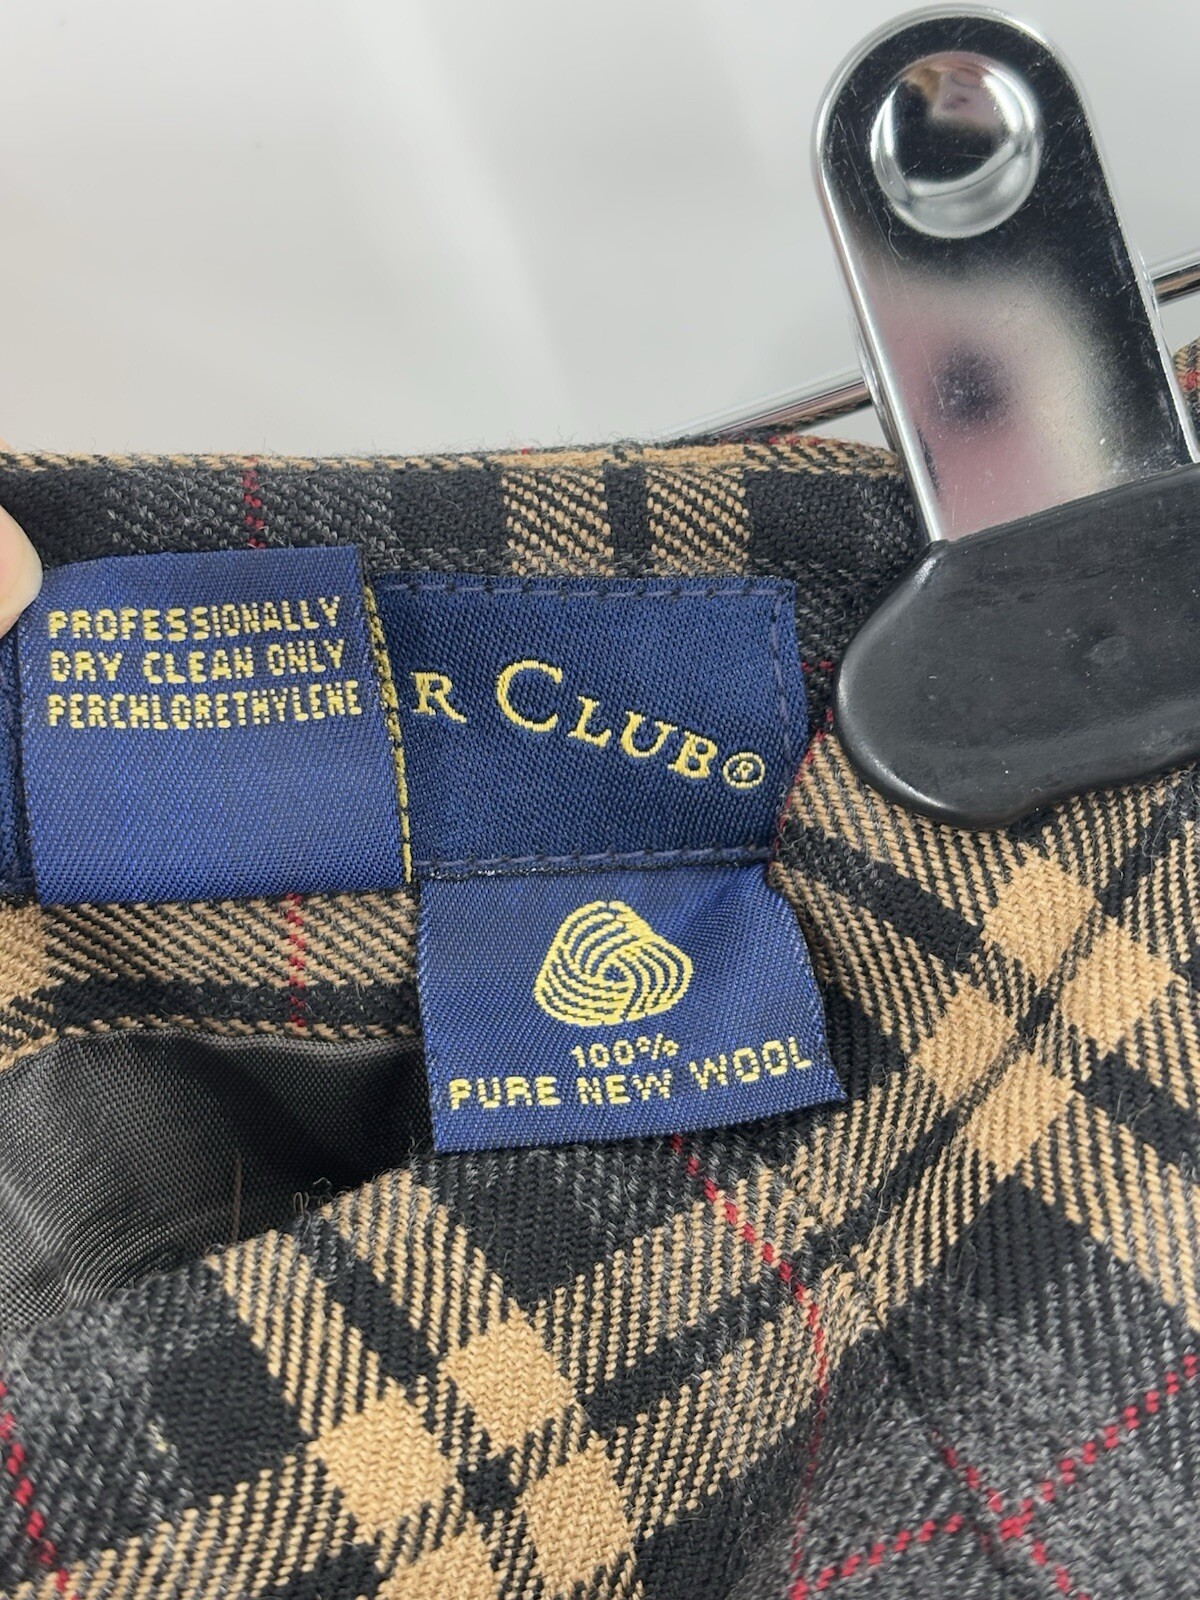 PROFESSIONALLY
DRY CLEAN ONLY
PERCHLORETHYLENE
R CLUB®
100%
PURE NEW WOOL